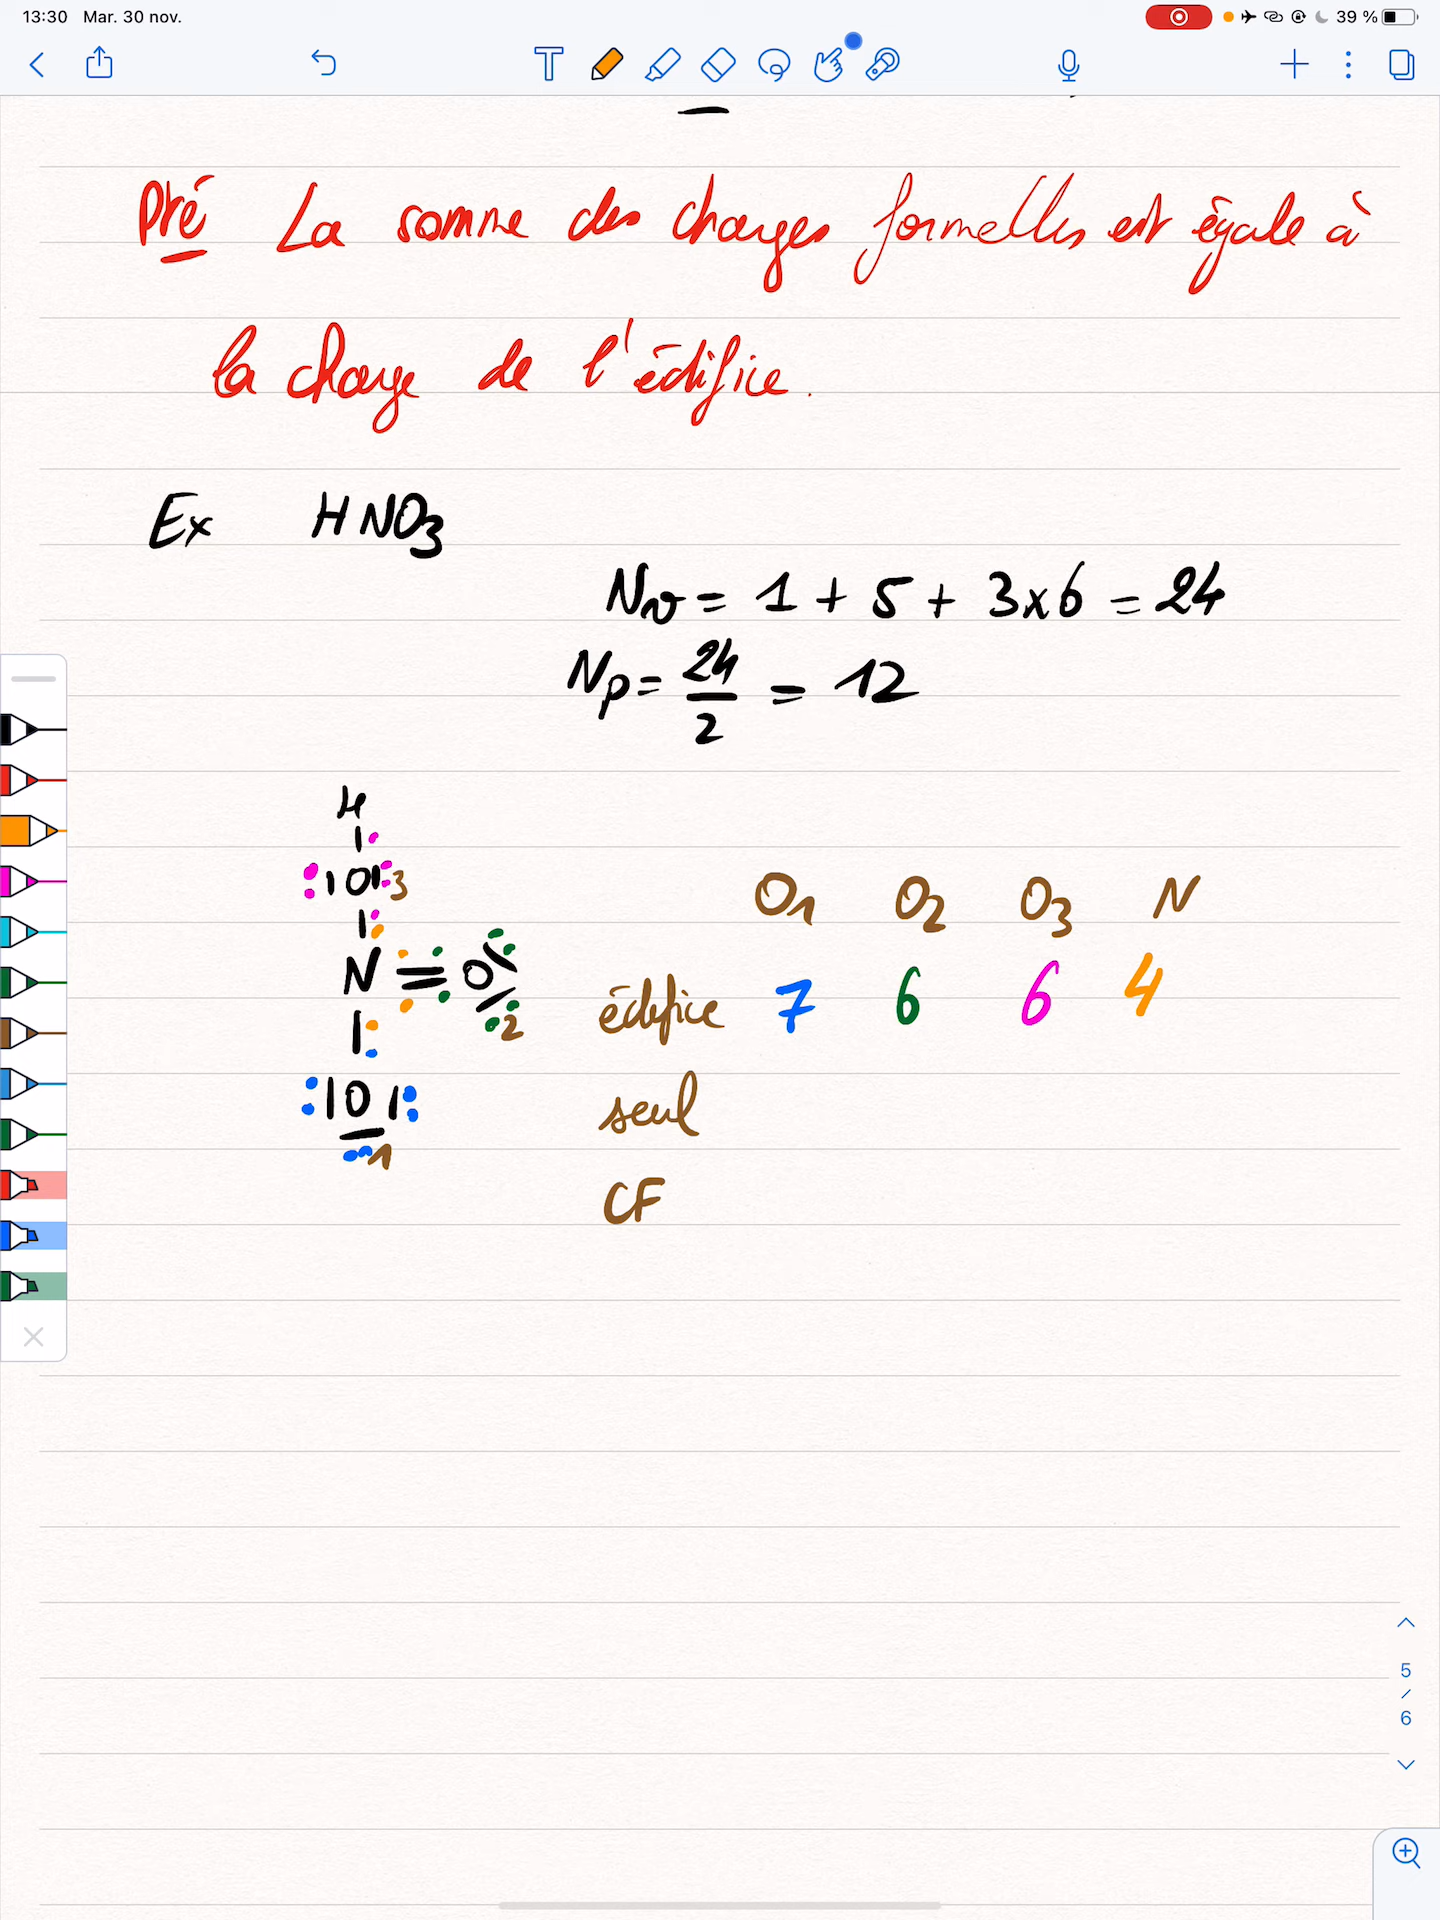 13:30 Mar. 30 nov. 39 %
Pté La somme des charges formelles est égale à
la charge de l'édifice.
Ex HNO3
Nv = 1 + 5 + 3x6 = 24
Np = 24/2 = 12
H
|O| 3
N = O 2
|O| 1
O1 O2 O3 N
édifice 7 6 6 4
seul
CF
5
/
6